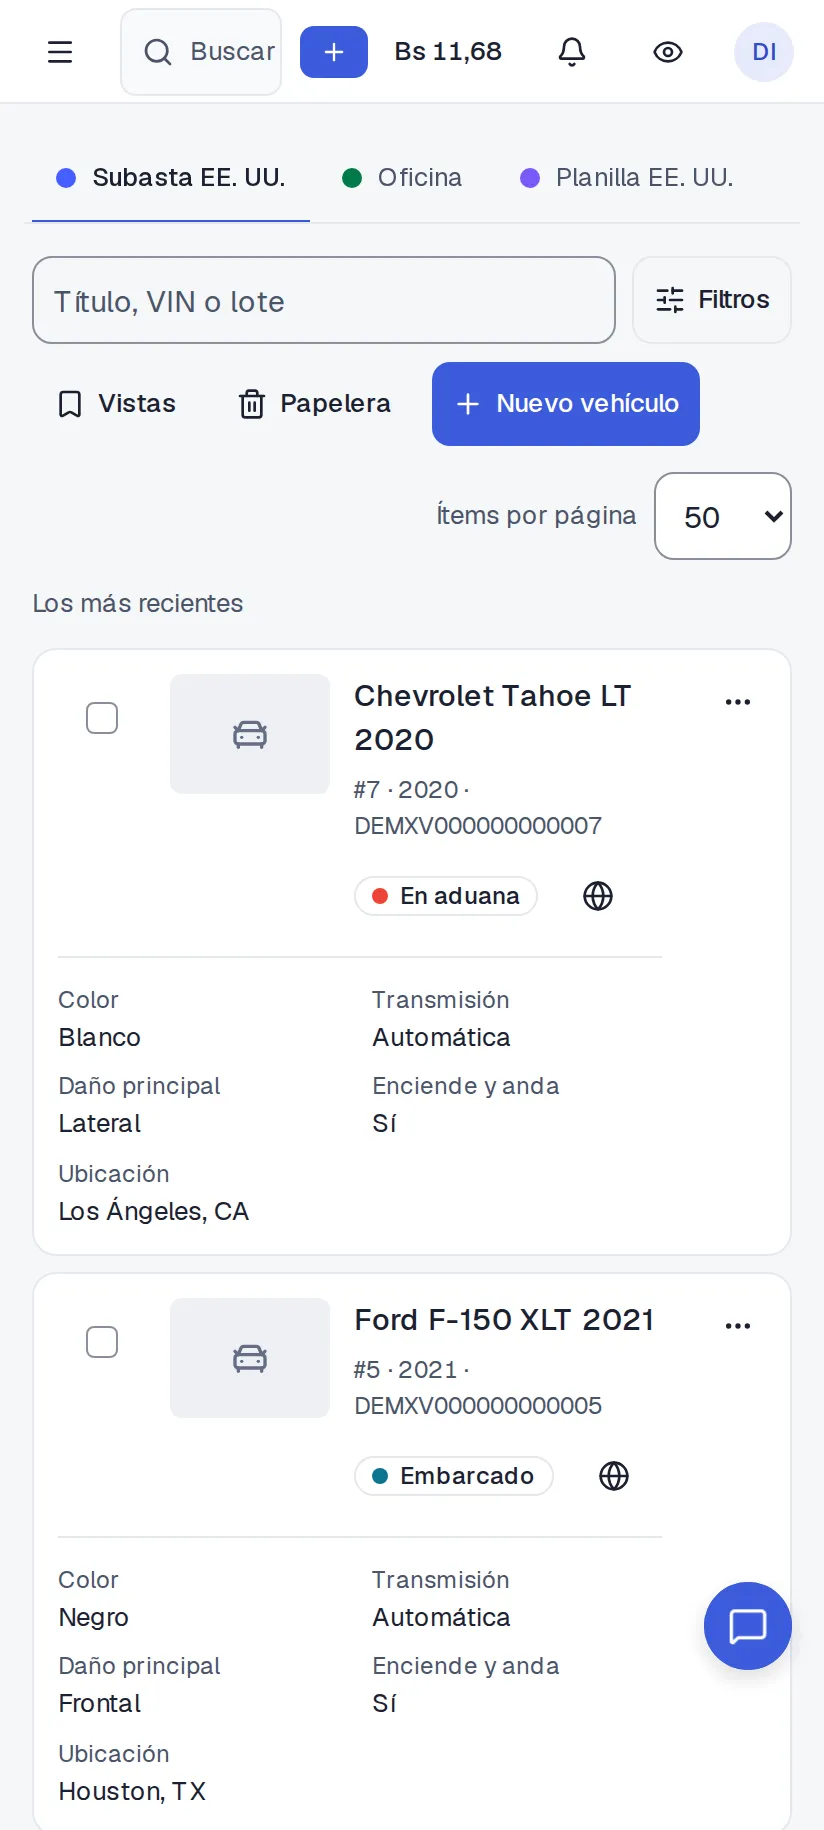 Buscar
Bs 11,68
DI
Subasta EE. UU.
Oficina
Planilla EE. UU.
Título, VIN o lote
Filtros
Vistas
Papelera
Nuevo vehículo
Ítems por página
50
Los más recientes
Chevrolet Tahoe LT
2020
#7 · 2020 ·
DEMXV000000000007
En aduana
Color
Transmisión
Blanco
Automática
Daño principal
Enciende y anda
Lateral
Sí
Ubicación
Los Ángeles, CA
Ford F-150 XLT 2021
#5 · 2021 ·
DEMXV000000000005
Embarcado
Color
Transmisión
Negro
Automática
Daño principal
Enciende y anda
Frontal
Sí
Ubicación
Houston, TX